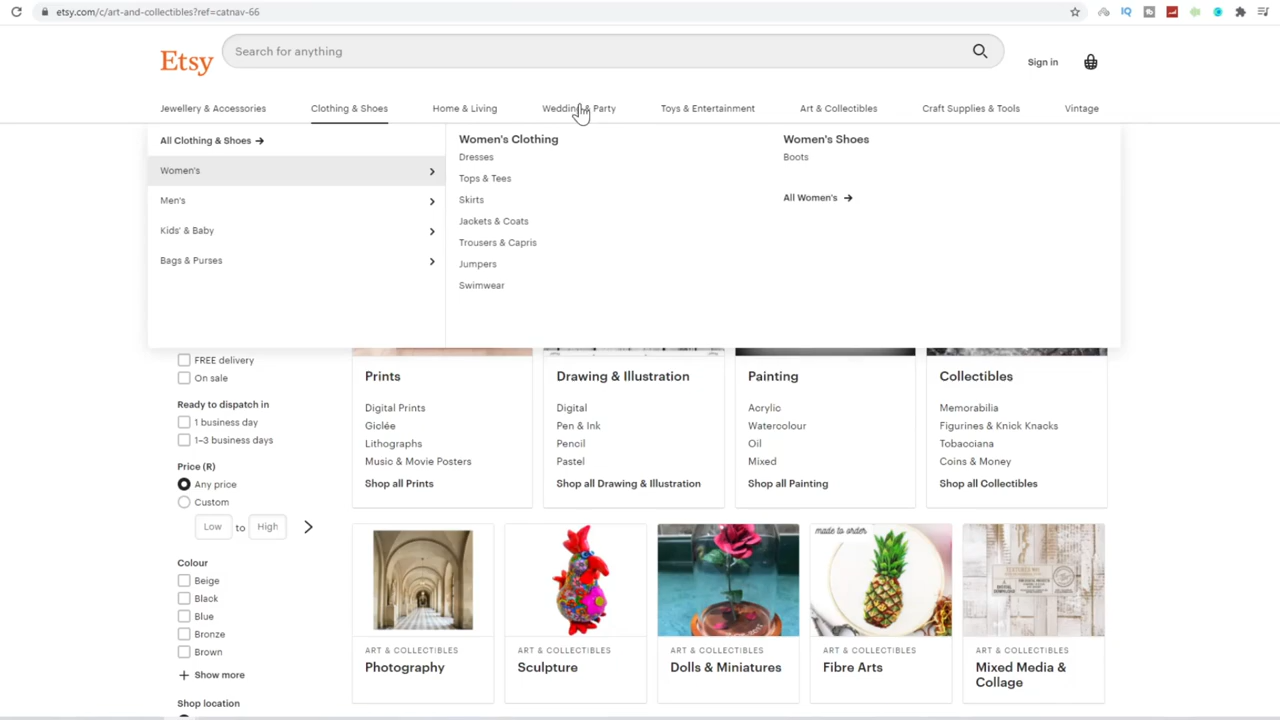 etsy.com/c/art-and-collectibles?ref=catnav-66
Etsy
Search for anything
Sign in
Jewellery & Accessories
Clothing & Shoes
Home & Living
Wedding & Party
Toys & Entertainment
Art & Collectibles
Craft Supplies & Tools
Vintage
All Clothing & Shoes
Women's
Men's
Kids' & Baby
Bags & Purses
Women's Clothing
Dresses
Tops & Tees
Skirts
Jackets & Coats
Trousers & Capris
Jumpers
Swimwear
Women's Shoes
Boots
All Women's
FREE delivery
On sale
Ready to dispatch in
1 business day
1–3 business days
Price (R)
Any price
Custom
Low to High
Colour
Beige
Black
Blue
Bronze
Brown
Show more
Shop location
Prints
Digital Prints
Giclée
Lithographs
Music & Movie Posters
Shop all Prints
Drawing & Illustration
Digital
Pen & Ink
Pencil
Pastel
Shop all Drawing & Illustration
Painting
Acrylic
Watercolour
Oil
Mixed
Shop all Painting
Collectibles
Memorabilia
Figurines & Knick Knacks
Tobacciana
Coins & Money
Shop all Collectibles
ART & COLLECTIBLES
Photography
ART & COLLECTIBLES
Sculpture
ART & COLLECTIBLES
Dolls & Miniatures
made to order
ART & COLLECTIBLES
Fibre Arts
ART & COLLECTIBLES
Mixed Media &
Collage